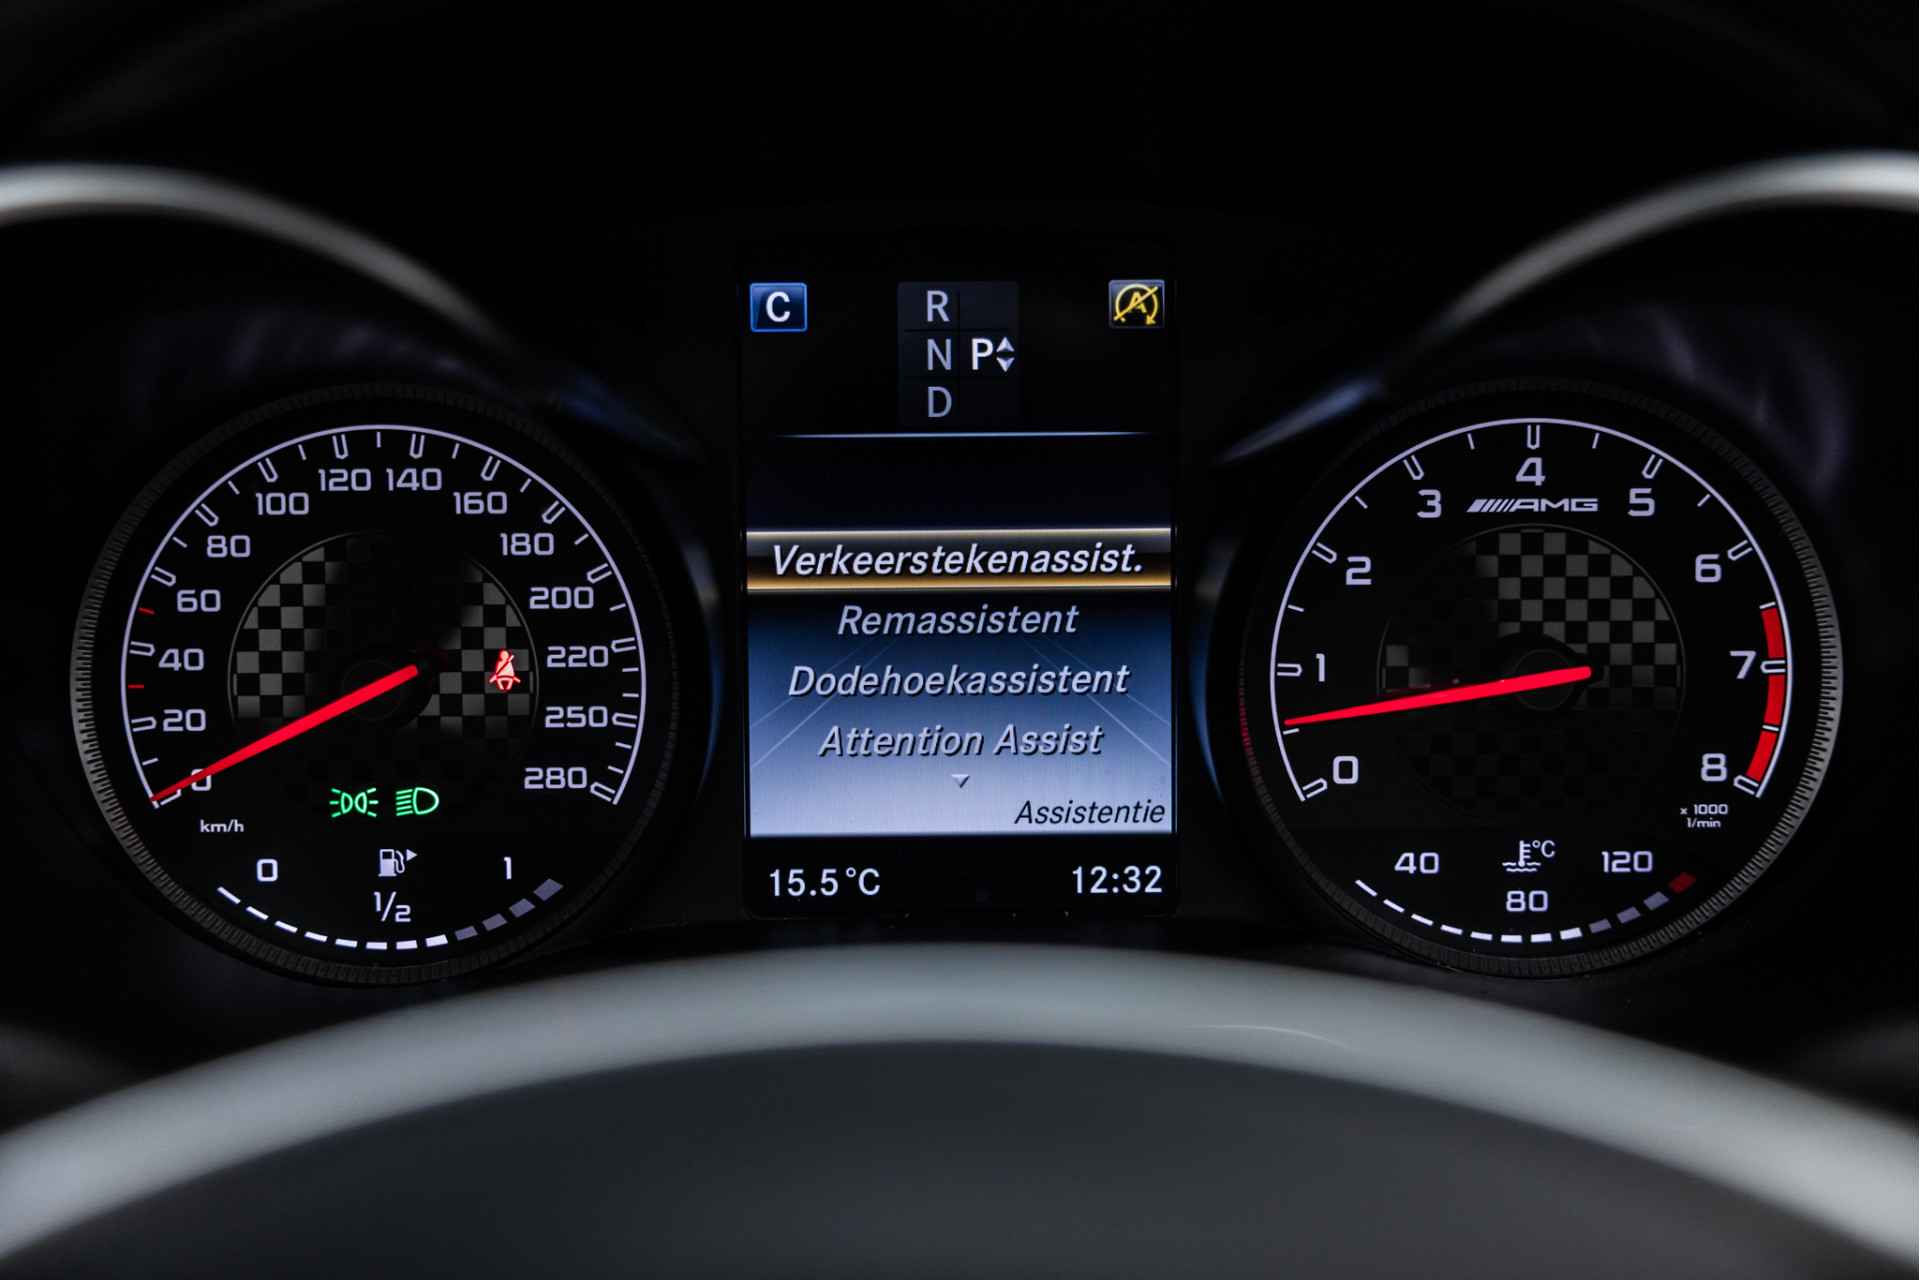 C
R
N P
D
A
Verkeerstekenassist.
Remassistent
Dodehoekassistent
Attention Assist
Assistentie
15.5°C 12:32
0
20
40
60
80
100
120
140
160
180
200
220
250
280
km/h
0
1/2
1
0
1
2
3
4
5
6
7
8
AMG
x 1000
1/min
°C
40
80
120